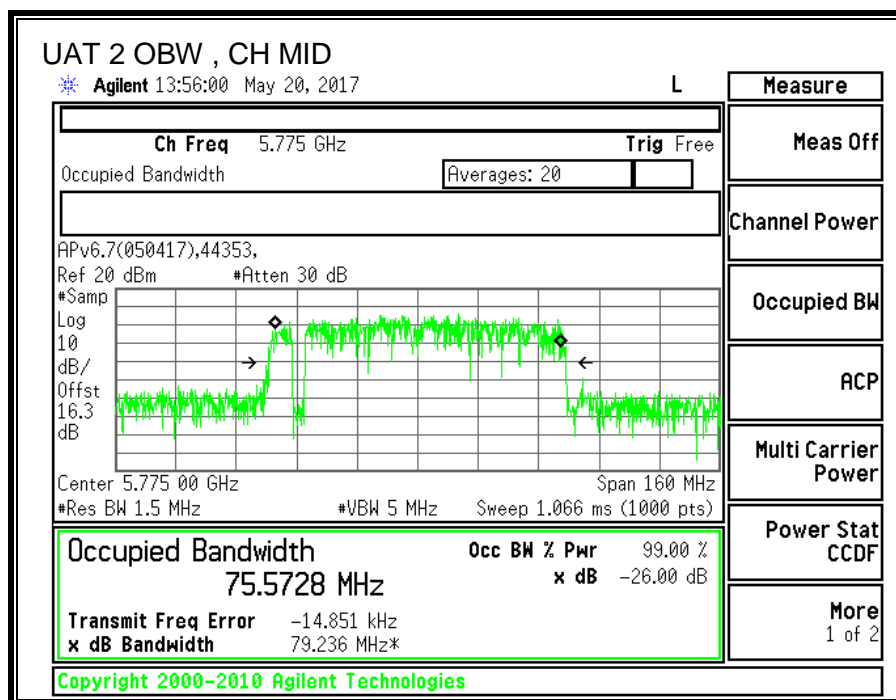 UAT 2 OBW , CH MID
Agilent 13:56:00 May 20, 2017 L
Measure
Ch Freq 5.775 GHz Trig Free
Meas Off
Occupied Bandwidth Averages: 20
Channel Power
APv6.7(050417),44353,
Ref 20 dBm #Atten 30 dB
#Samp
Log
10
dB/
Offst
16.3
dB
Occupied BW
ACP
Multi Carrier
Power
Center 5.775 00 GHz Span 160 MHz
#Res BW 1.5 MHz #VBW 5 MHz Sweep 1.066 ms (1000 pts)
Power Stat
CCDF
Occupied Bandwidth Occ BW % Pwr 99.00 %
75.5728 MHz x dB -26.00 dB
Transmit Freq Error -14.851 kHz
x dB Bandwidth 79.236 MHz*
More
1 of 2
Copyright 2000-2010 Agilent Technologies